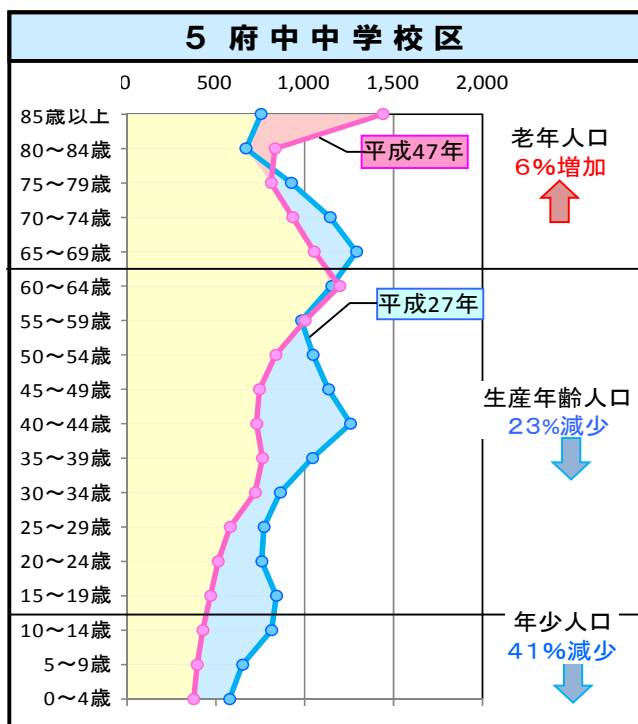 5 府中中学校区
0 500 1,000 1,500 2,000
85歳以上
80～84歳
75～79歳
70～74歳
65～69歳
60～64歳
55～59歳
50～54歳
45～49歳
40～44歳
35～39歳
30～34歳
25～29歳
20～24歳
15～19歳
10～14歳
5～9歳
0～4歳
平成47年
平成27年
老年人口
6%増加
生産年齢人口
23%減少
年少人口
41%減少